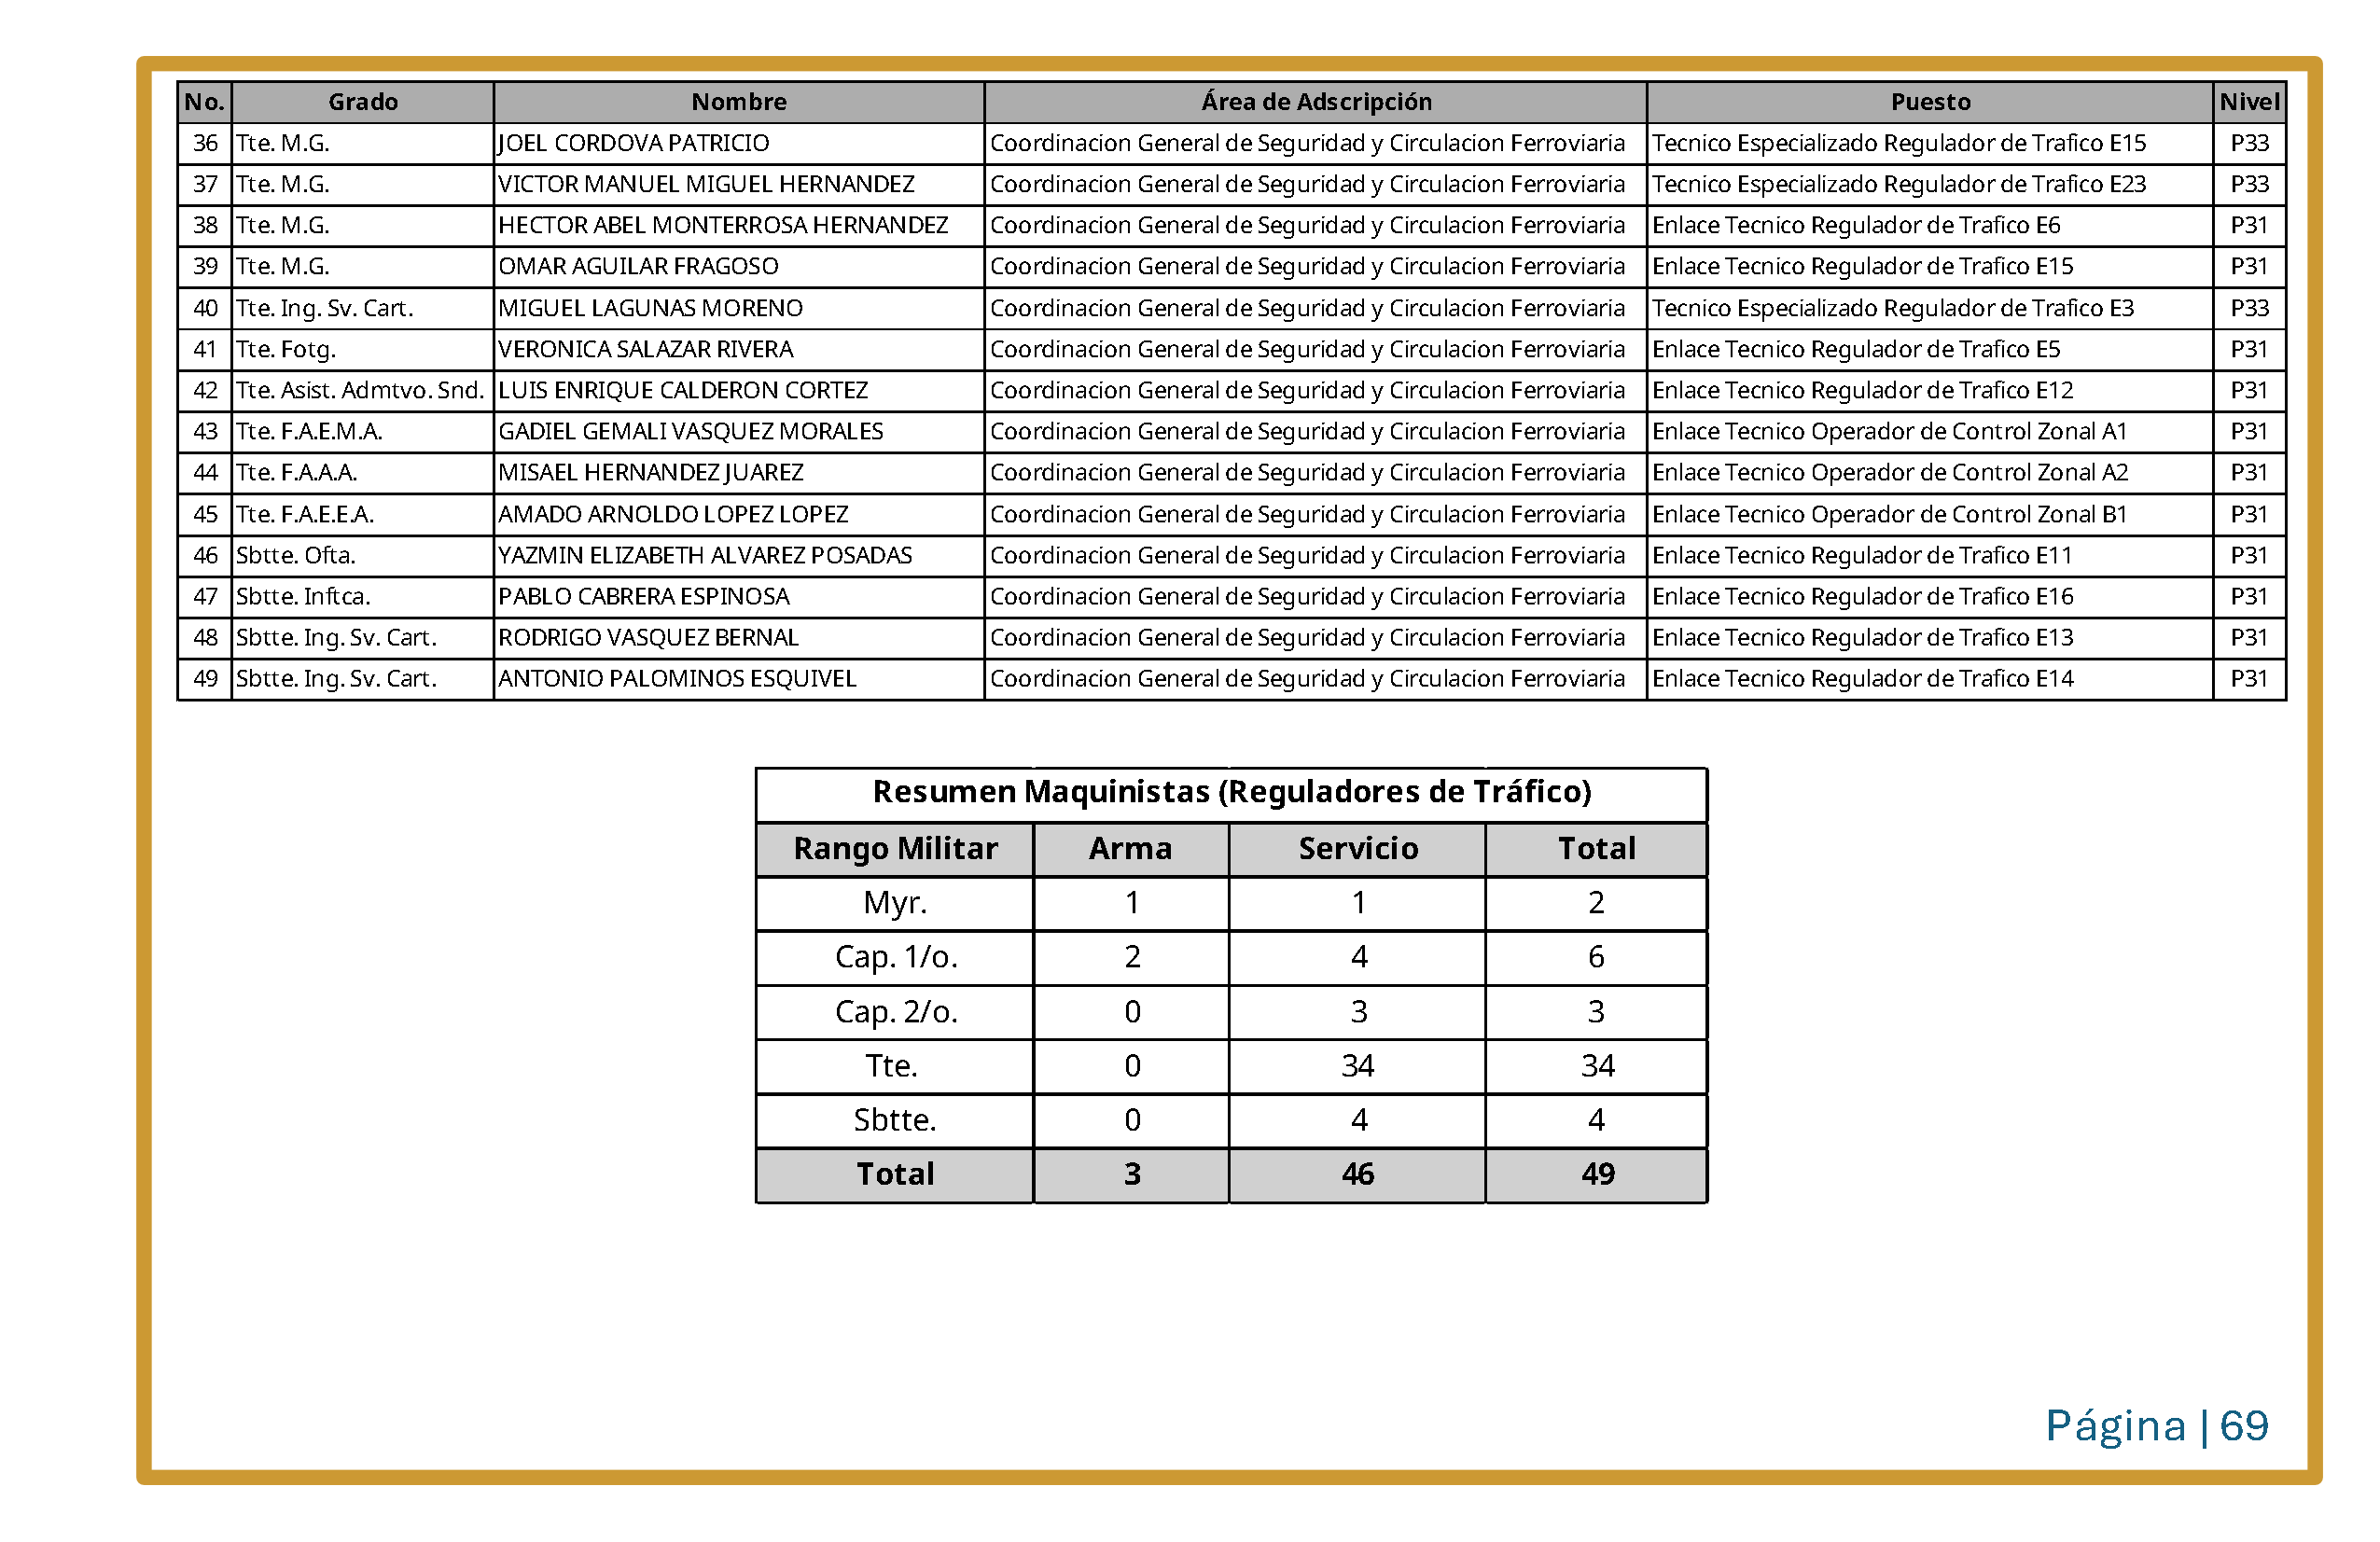 No. Grado Nombre Área de Adscripción Puesto Nivel
36 Tte. M.G. JOEL CORDOVA PATRICIO Coordinacion General de Seguridad y Circulacion Ferroviaria Tecnico Especializado Regulador de Trafico E15 P33
37 Tte. M.G. VICTOR MANUEL MIGUEL HERNANDEZ Coordinacion General de Seguridad y Circulacion Ferroviaria Tecnico Especializado Regulador de Trafico E23 P33
38 Tte. M.G. HECTOR ABEL MONTERROSA HERNANDEZ Coordinacion General de Seguridad y Circulacion Ferroviaria Enlace Tecnico Regulador de Trafico E6 P31
39 Tte. M.G. OMAR AGUILAR FRAGOSO Coordinacion General de Seguridad y Circulacion Ferroviaria Enlace Tecnico Regulador de Trafico E15 P31
40 Tte. Ing. Sv. Cart. MIGUEL LAGUNAS MORENO Coordinacion General de Seguridad y Circulacion Ferroviaria Tecnico Especializado Regulador de Trafico E3 P33
41 Tte. Fotg. VERONICA SALAZAR RIVERA Coordinacion General de Seguridad y Circulacion Ferroviaria Enlace Tecnico Regulador de Trafico E5 P31
42 Tte. Asist. Admtvo. Snd. LUIS ENRIQUE CALDERON CORTEZ Coordinacion General de Seguridad y Circulacion Ferroviaria Enlace Tecnico Regulador de Trafico E12 P31
43 Tte. F.A.E.M.A. GADIEL GEMALI VASQUEZ MORALES Coordinacion General de Seguridad y Circulacion Ferroviaria Enlace Tecnico Operador de Control Zonal A1 P31
44 Tte. F.A.A.A. MISAEL HERNANDEZ JUAREZ Coordinacion General de Seguridad y Circulacion Ferroviaria Enlace Tecnico Operador de Control Zonal A2 P31
45 Tte. F.A.E.E.A. AMADO ARNOLDO LOPEZ LOPEZ Coordinacion General de Seguridad y Circulacion Ferroviaria Enlace Tecnico Operador de Control Zonal B1 P31
46 Sbtte. Ofta. YAZMIN ELIZABETH ALVAREZ POSADAS Coordinacion General de Seguridad y Circulacion Ferroviaria Enlace Tecnico Regulador de Trafico E11 P31
47 Sbtte. Inftca. PABLO CABRERA ESPINOSA Coordinacion General de Seguridad y Circulacion Ferroviaria Enlace Tecnico Regulador de Trafico E16 P31
48 Sbtte. Ing. Sv. Cart. RODRIGO VASQUEZ BERNAL Coordinacion General de Seguridad y Circulacion Ferroviaria Enlace Tecnico Regulador de Trafico E13 P31
49 Sbtte. Ing. Sv. Cart. ANTONIO PALOMINOS ESQUIVEL Coordinacion General de Seguridad y Circulacion Ferroviaria Enlace Tecnico Regulador de Trafico E14 P31
Resumen Maquinistas (Reguladores de Tráfico)
Rango Militar Arma Servicio Total
Myr. 1 1 2
Cap. 1/o. 2 4 6
Cap. 2/o. 0 3 3
Tte. 0 34 34
Sbtte. 0 4 4
Total 3 46 49
Página | 69